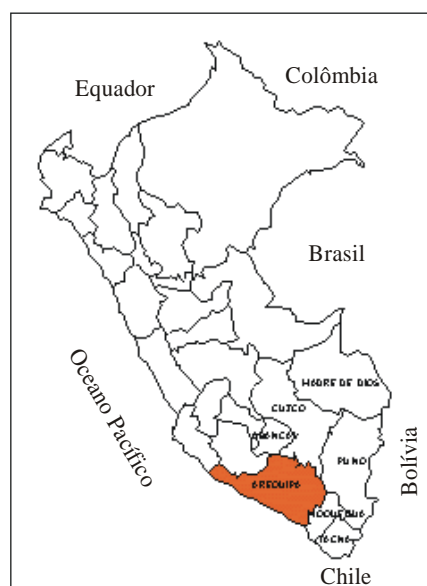 Colômbia
Equador
Brasil
Oceano Pacífico
MADRE DE DIOS
CUZCO
PUNO
Bolívia
AREQUIPA
MOQUEGUA
TACNA
Chile